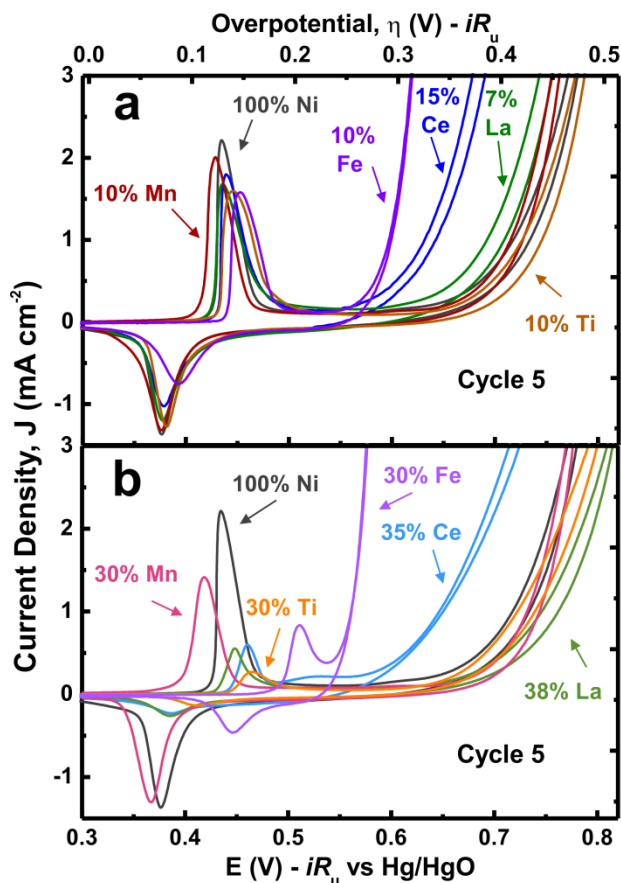 Overpotential, η (V) - iRu
0.0 0.1 0.2 0.3 0.4 0.5
3
2
1
0
-1
3
2
1
0
-1
Current Density, J (mA cm-2)
a
100% Ni
10% Mn
10%
Fe
15%
Ce
7%
La
10% Ti
Cycle 5
b
100% Ni
30% Mn
30% Ti
30% Fe
35% Ce
38% La
Cycle 5
0.3 0.4 0.5 0.6 0.7 0.8
E (V) - iRu vs Hg/HgO